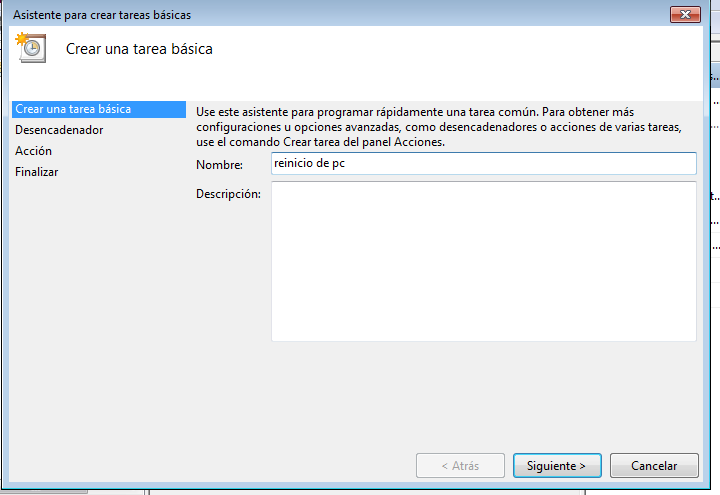 Asistente para crear tareas básicas
Crear una tarea básica
Crear una tarea básica
Desencadenador
Acción
Finalizar
Use este asistente para programar rápidamente una tarea común. Para obtener más
configuraciones u opciones avanzadas, como desencadenadores o acciones de varias tareas,
use el comando Crear tarea del panel Acciones.
Nombre: reinicio de pc
Descripción:
< Atrás Siguiente > Cancelar